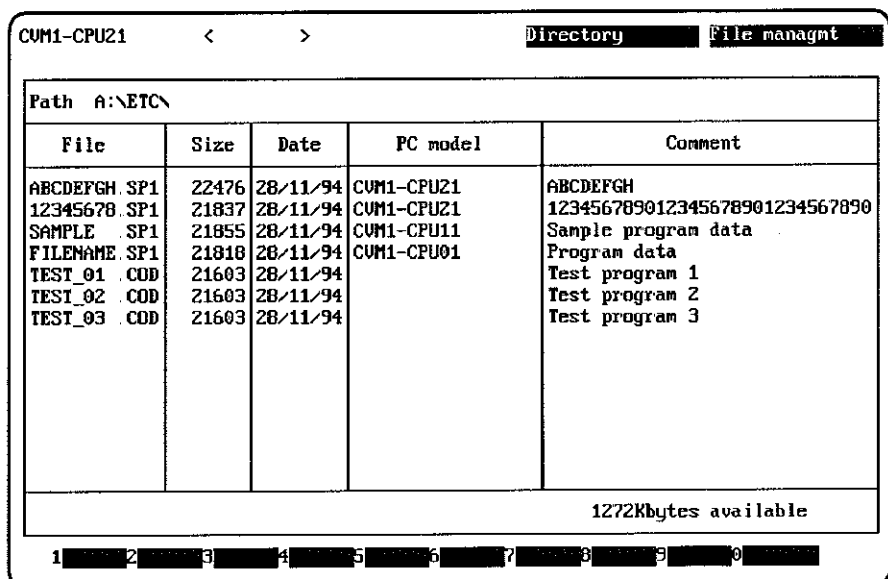 CVM1-CPU21 < > Directory File managmt
Path A:\ETC\
File Size Date PC model Comment
ABCDEFGH.SP1 22476 28/11/94 CVM1-CPU21 ABCDEFGH
12345678.SP1 21837 28/11/94 CVM1-CPU21 123456789012345678901234567890
SAMPLE .SP1 21855 28/11/94 CVM1-CPU11 Sample program data
FILENAME.SP1 21818 28/11/94 CVM1-CPU01 Program data
TEST_01 .COD 21603 28/11/94 Test program 1
TEST_02 .COD 21603 28/11/94 Test program 2
TEST_03 .COD 21603 28/11/94 Test program 3
1272Kbytes available
1 2 3 4 5 6 7 8 9 0